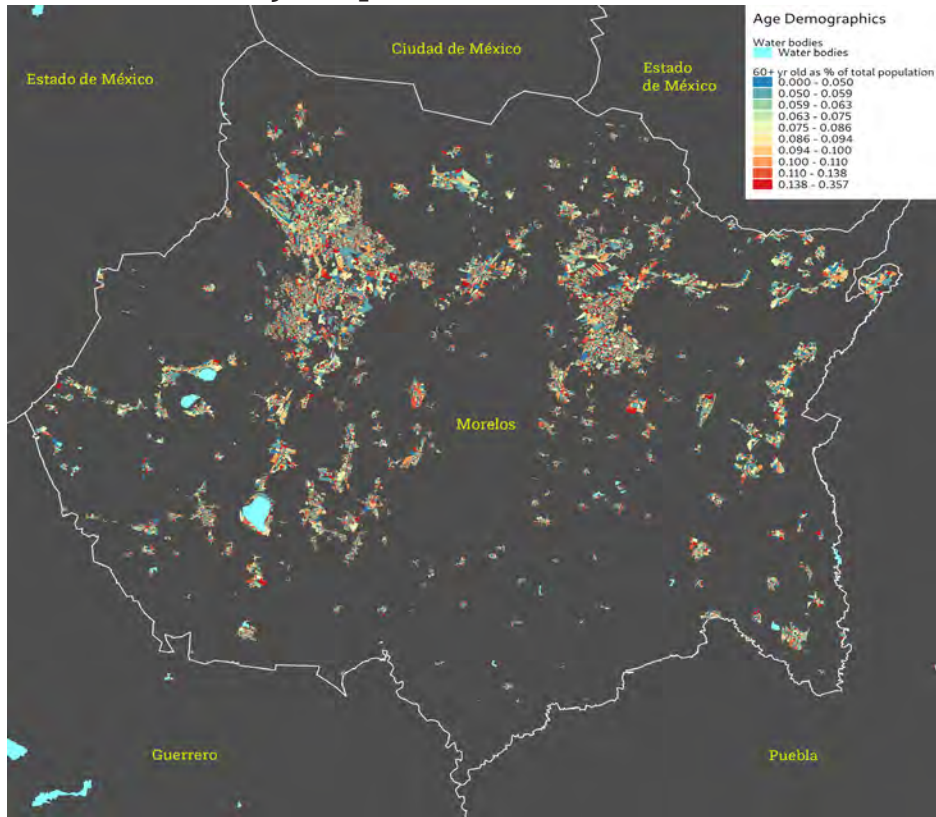 Ciudad de México
Estado de México
Estado
de México
Age Demographics
Water bodies
Water bodies
60+ yr old as % of total population
0.000 - 0.050
0.050 - 0.059
0.059 - 0.063
0.063 - 0.075
0.075 - 0.086
0.086 - 0.094
0.094 - 0.100
0.100 - 0.110
0.110 - 0.138
0.138 - 0.357
Morelos
Guerrero
Puebla